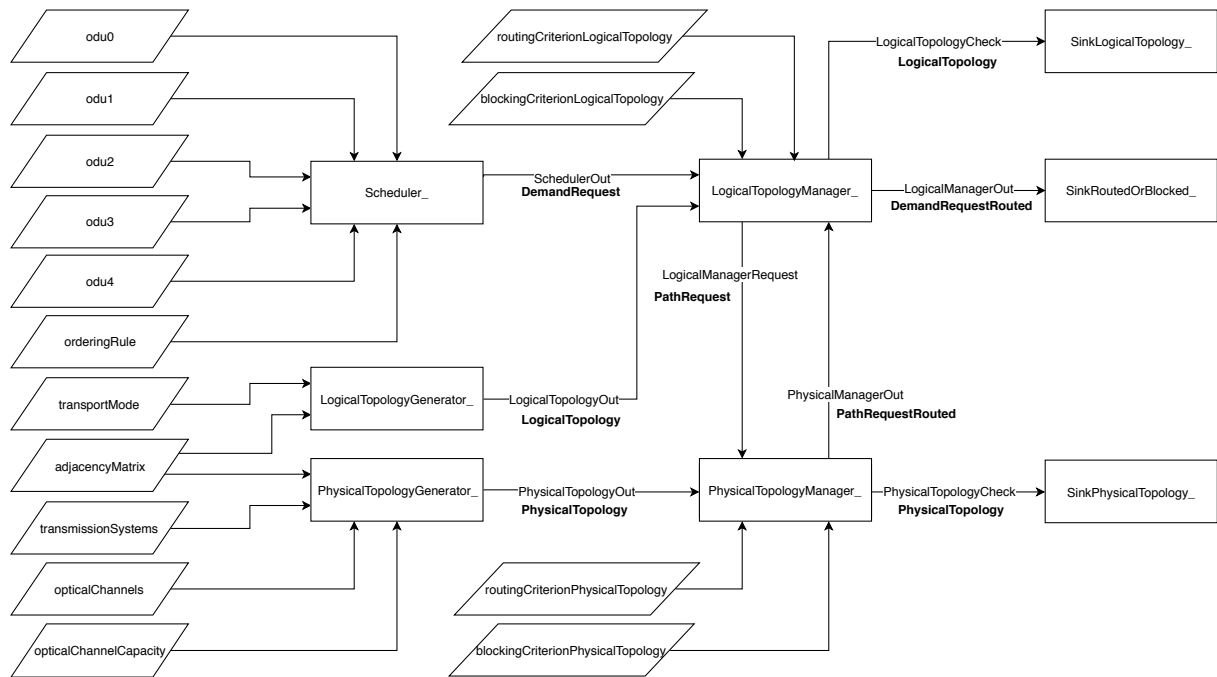 odu0
odu1
odu2
odu3
odu4
orderingRule
transportMode
adjacencyMatrix
transmissionSystems
opticalChannels
opticalChannelCapacity
Scheduler_
LogicalTopologyGenerator_
PhysicalTopologyGenerator_
SchedulerOut
DemandRequest
LogicalTopologyOut
LogicalTopology
PhysicalTopologyOut
PhysicalTopology
routingCriterionLogicalTopology
blockingCriterionLogicalTopology
LogicalTopologyManager_
LogicalManagerRequest
PathRequest
PhysicalManagerOut
PathRequestRouted
PhysicalTopologyManager_
routingCriterionPhysicalTopology
blockingCriterionPhysicalTopology
LogicalTopologyCheck
LogicalTopology
LogicalManagerOut
DemandRequestRouted
PhysicalTopologyCheck
PhysicalTopology
SinkLogicalTopology_
SinkRoutedOrBlocked_
SinkPhysicalTopology_